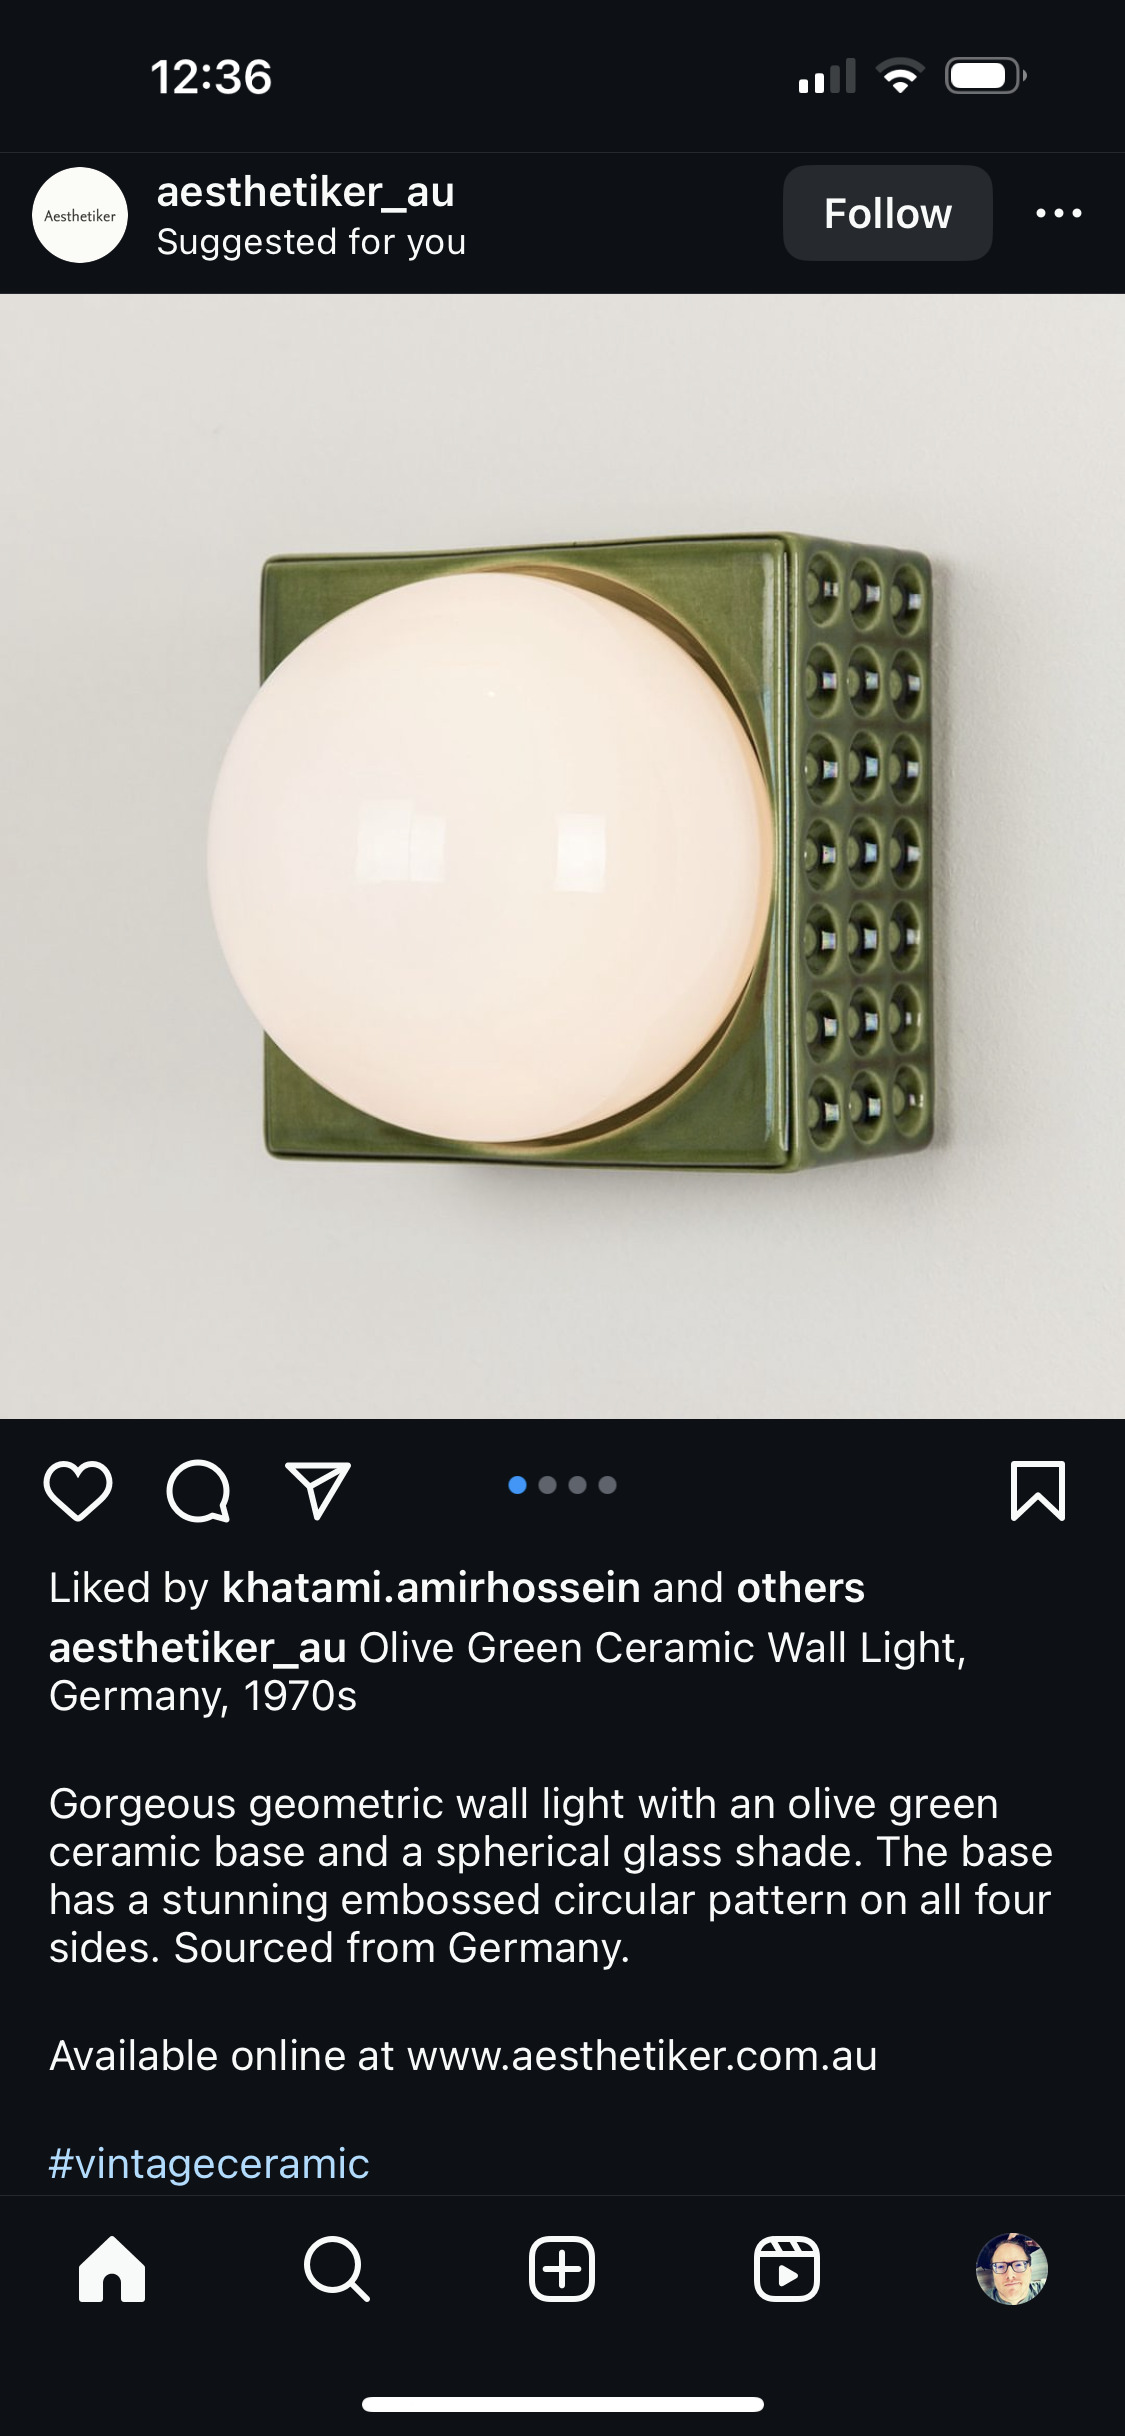 12:36
Aesthetiker
aesthetiker_au
Suggested for you
Follow
Liked by khatami.amirhossein and others
aesthetiker_au Olive Green Ceramic Wall Light,
Germany, 1970s
Gorgeous geometric wall light with an olive green
ceramic base and a spherical glass shade. The base
has a stunning embossed circular pattern on all four
sides. Sourced from Germany.
Available online at www.aesthetiker.com.au
#vintageceramic